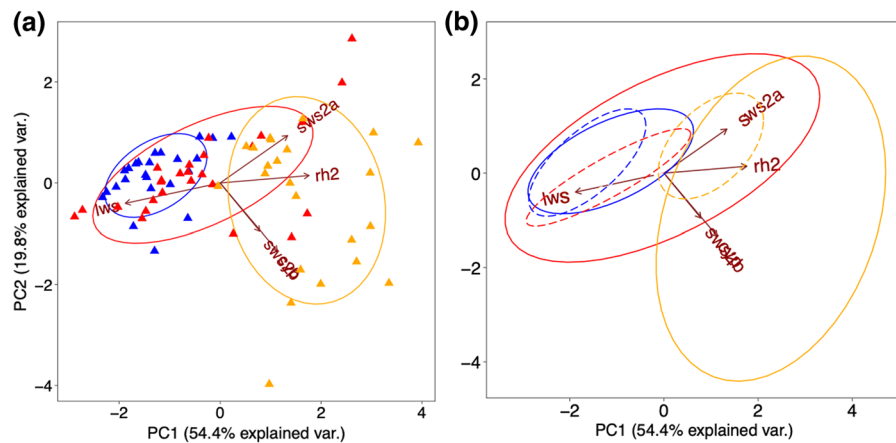 (a)
(b)
PC2 (19.8% explained var.)
2
0
−2
−4
sws2a
rh2
lws
−2
0
2
4
PC1 (54.4% explained var.)
2
0
−2
−4
sws2a
rh2
lws
−2
0
2
4
PC1 (54.4% explained var.)